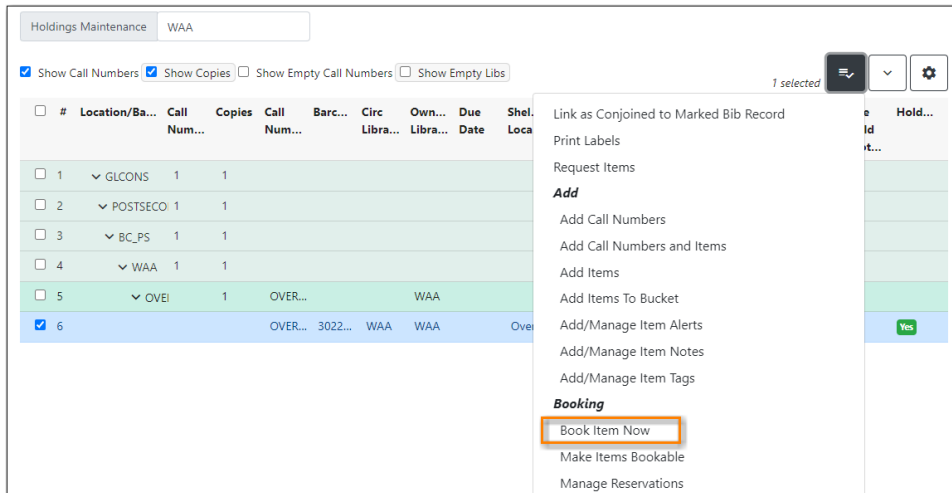 Holdings Maintenance WAA
Show Call Numbers Show Copies Show Empty Call Numbers Show Empty Libs
1 selected
# Location/Ba... Call Num... Copies Call Num... Barc... Circ Libra... Own... Libra... Due Date Shel. Loca Hold...
1 GLCONS 1 1
2 POSTSECO 1 1
3 BC_PS 1 1
4 WAA 1 1
5 OVE 1 OVER... WAA
6 OVER... 3022... WAA WAA Over Yes
Link as Conjoined to Marked Bib Record
Print Labels
Request Items
Add
Add Call Numbers
Add Call Numbers and Items
Add Items
Add Items To Bucket
Add/Manage Item Alerts
Add/Manage Item Notes
Add/Manage Item Tags
Booking
Book Item Now
Make Items Bookable
Manage Reservations